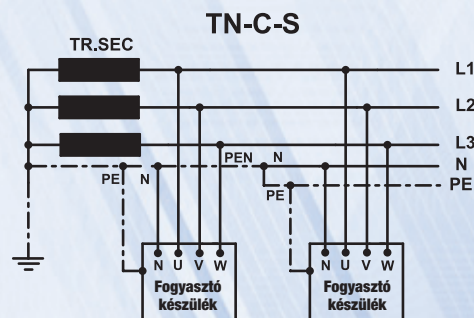 TN-C-S
TR.SEC
L1
L2
L3
PEN N
N
PE N
PE
PE
N U V W
N U V W
Fogyasztó
készülék
Fogyasztó
készülék